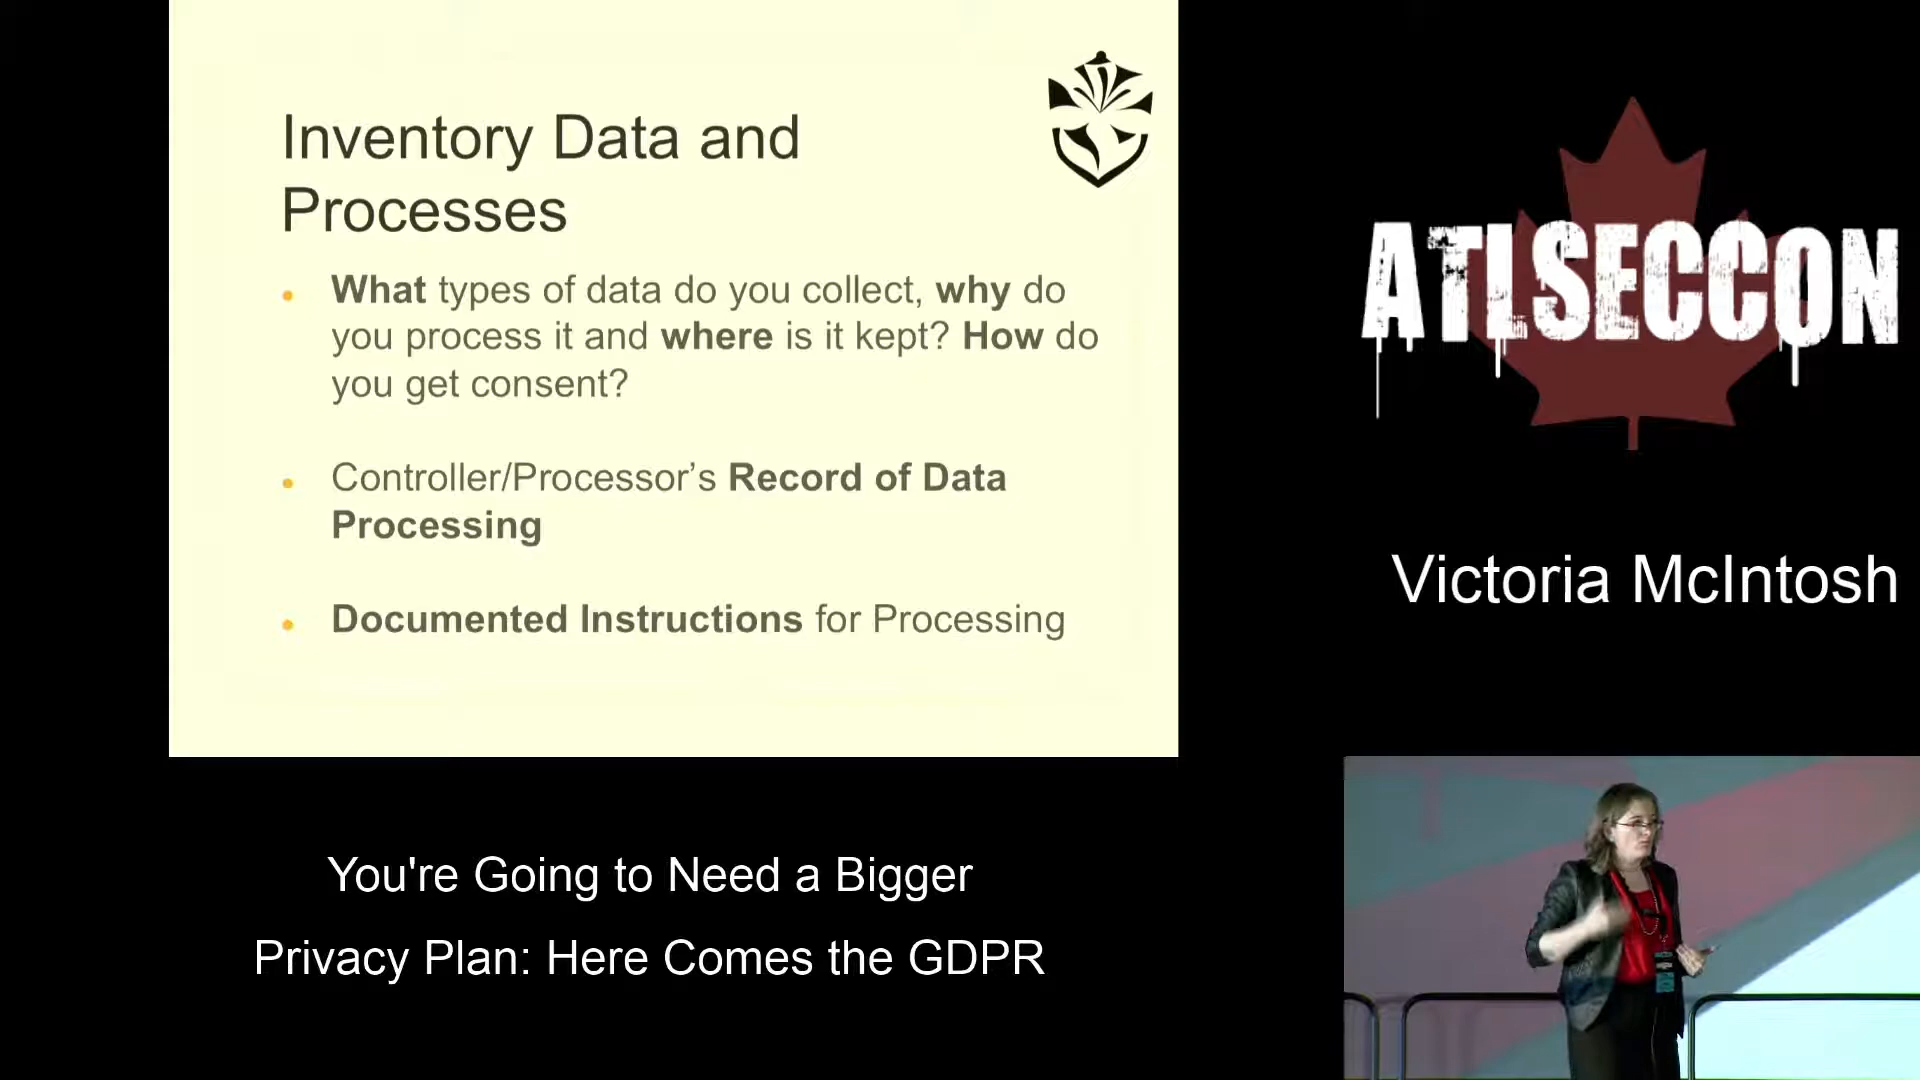 Inventory Data and
Processes
What types of data do you collect, why do
you process it and where is it kept? How do
you get consent?
Controller/Processor’s Record of Data
Processing
Documented Instructions for Processing
ATLSECCON
Victoria McIntosh
You're Going to Need a Bigger
Privacy Plan: Here Comes the GDPR